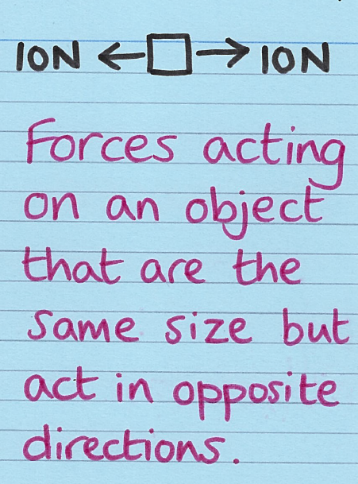 10N ← □ → 10N
Forces acting
on an object
that are the
same size but
act in opposite
directions.